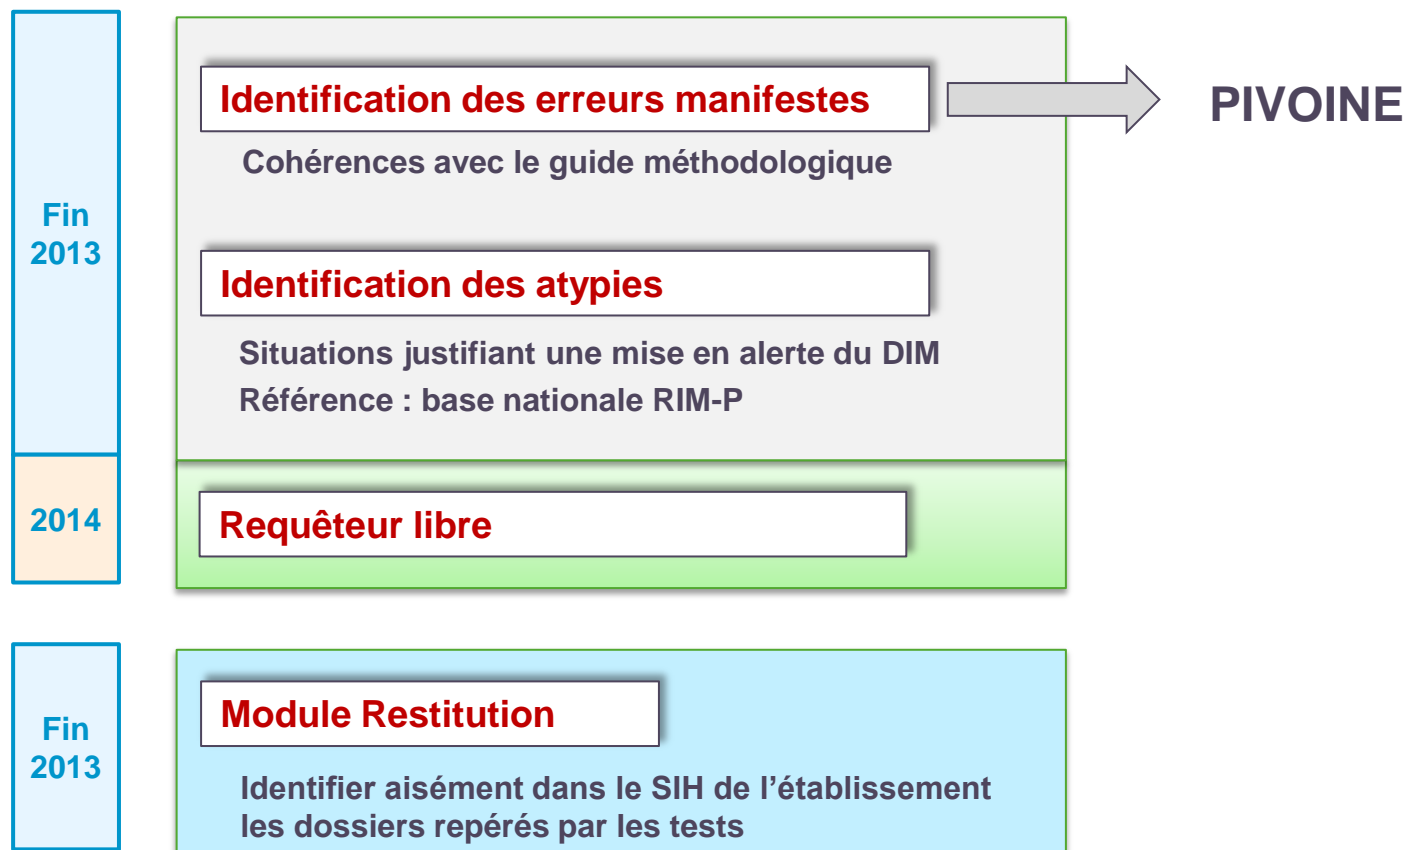 Fin
2013
Identification des erreurs manifestes
PIVOINE
Cohérences avec le guide méthodologique
Identification des atypies
Situations justifiant une mise en alerte du DIM
Référence : base nationale RIM-P
2014
Requêteur libre
Fin
2013
Module Restitution
Identifier aisément dans le SIH de l’établissement
les dossiers repérés par les tests